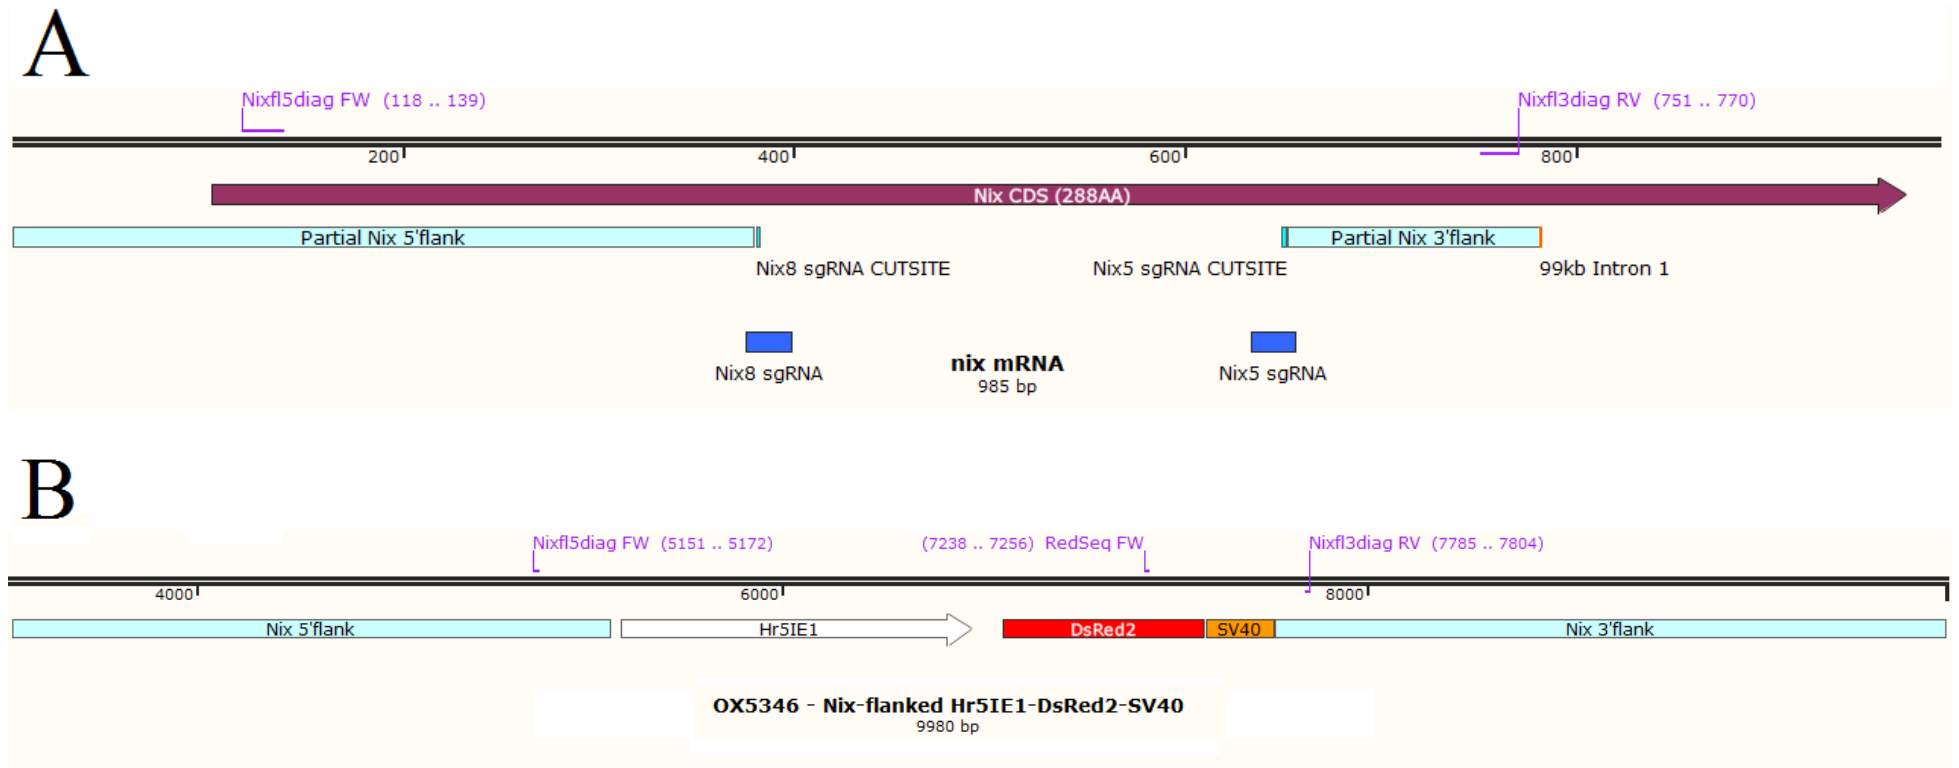 A
Nixfl5diag FW (118 .. 139)
Nixfl3diag RV (751 .. 770)
200
400
600
800
Nix CDS (288AA)
Partial Nix 5'flank
Partial Nix 3'flank
Nix8 sgRNA CUTSITE
Nix5 sgRNA CUTSITE
99kb Intron 1
Nix8 sgRNA
nix mRNA
985 bp
Nix5 sgRNA
B
Nixfl5diag FW (5151 .. 5172)
(7238 .. 7256) RedSeq FW
Nixfl3diag RV (7785 .. 7804)
4000
6000
8000
Nix 5'flank
Hr5IE1
DsRed2
SV40
Nix 3'flank
OX5346 - Nix-flanked Hr5IE1-DsRed2-SV40
9980 bp